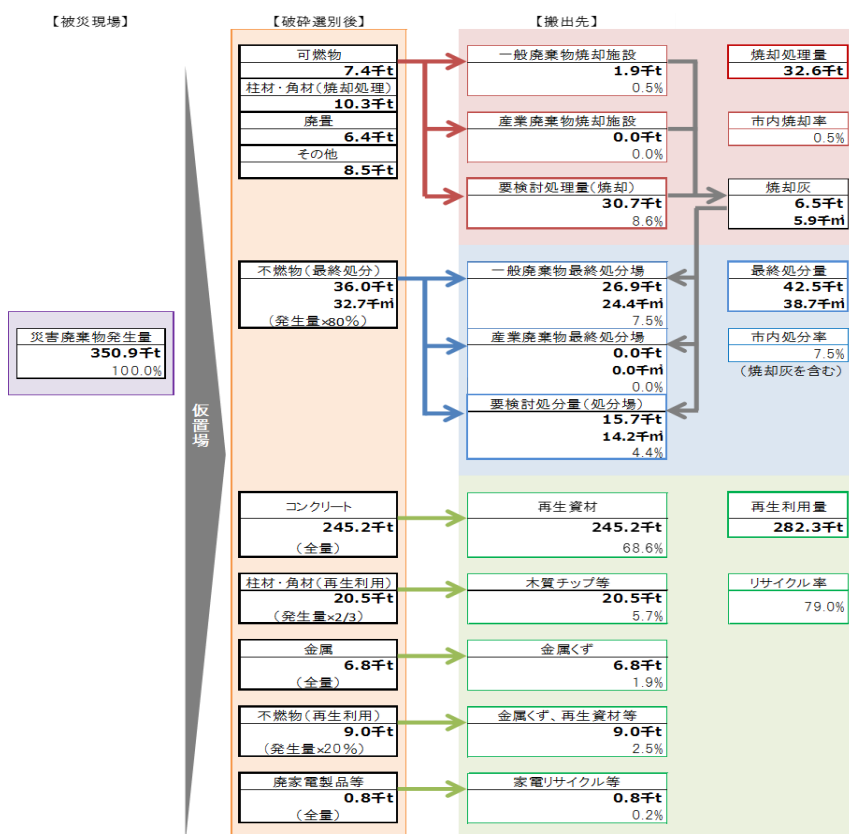 【被災現場】
【破砕選別後】
【搬出先】
災害廃棄物発生量
350.9千t
100.0%
仮置場
可燃物
7.4千t
柱材・角材(焼却処理)
10.3千t
廃畳
6.4千t
その他
8.5千t
一般廃棄物焼却施設
1.9千t
0.5%
産業廃棄物焼却施設
0.0千t
0.0%
要検討処理量(焼却)
30.7千t
8.6%
焼却処理量
32.6千t
市内焼却率
0.5%
焼却灰
6.5千t
5.9千㎥
不燃物(最終処分)
36.0千t
32.7千㎥
(発生量×80%)
一般廃棄物最終処分場
26.9千t
24.4千㎥
7.5%
産業廃棄物最終処分場
0.0千t
0.0千㎥
0.0%
要検討処分量(処分場)
15.7千t
14.2千㎥
4.4%
最終処分量
42.5千t
38.7千㎥
市内処分率
7.5%
(焼却灰を含む)
コンクリート
245.2千t
(全量)
再生資材
245.2千t
68.6%
再生利用量
282.3千t
柱材・角材(再生利用)
20.5千t
(発生量×2/3)
木質チップ等
20.5千t
5.7%
リサイクル率
79.0%
金属
6.8千t
(全量)
金属くず
6.8千t
1.9%
不燃物(再生利用)
9.0千t
(発生量×20%)
金属くず、再生資材等
9.0千t
2.5%
廃家電製品等
0.8千t
(全量)
家電リサイクル等
0.8千t
0.2%